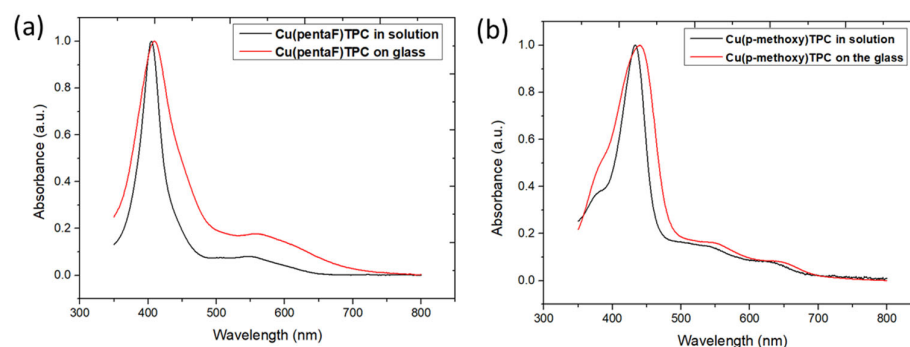 (a)
Cu(pentaF)TPC in solution
Cu(pentaF)TPC on glass
1.0
0.8
0.6
0.4
0.2
0.0
Absorbance (a.u.)
300 400 500 600 700 800
Wavelength (nm)
(b)
Cu(p-methoxy)TPC in solution
Cu(p-methoxy)TPC on the glass
1.0
0.8
0.6
0.4
0.2
0.0
Absorbance (a.u.)
300 400 500 600 700 800
Wavelength (nm)